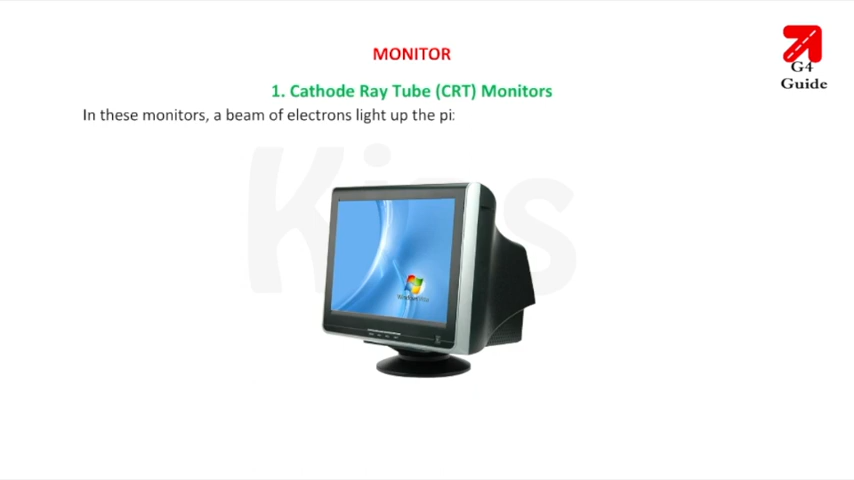 MONITOR
G4
Guide
1. Cathode Ray Tube (CRT) Monitors
In these monitors, a beam of electrons light up the